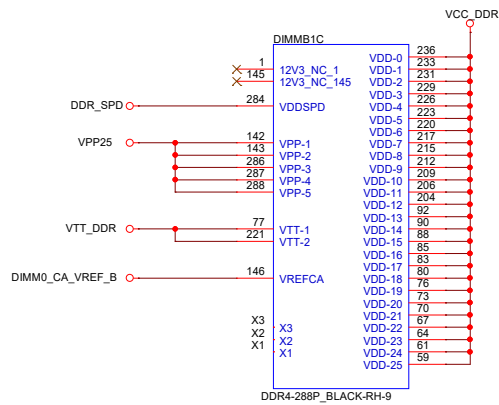 VCC_DDR
DIMMB1C
1 12V3_NC_1
145 12V3_NC_145
DDR_SPD 284 VDDSPD
VPP25 142 VPP-1
143 VPP-2
286 VPP-3
287 VPP-4
288 VPP-5
VTT_DDR 77 VTT-1
221 VTT-2
DIMM0_CA_VREF_B 146 VREFCA
X3 X3
X2 X2
X1 X1
VDD-0 236
VDD-1 233
VDD-2 231
VDD-3 229
VDD-4 226
VDD-5 223
VDD-6 220
VDD-7 217
VDD-8 215
VDD-9 212
VDD-10 209
VDD-11 206
VDD-12 204
VDD-13 92
VDD-14 90
VDD-15 88
VDD-16 85
VDD-17 83
VDD-18 80
VDD-19 76
VDD-20 73
VDD-21 70
VDD-22 67
VDD-23 64
VDD-24 61
VDD-25 59
DDR4-288P_BLACK-RH-9